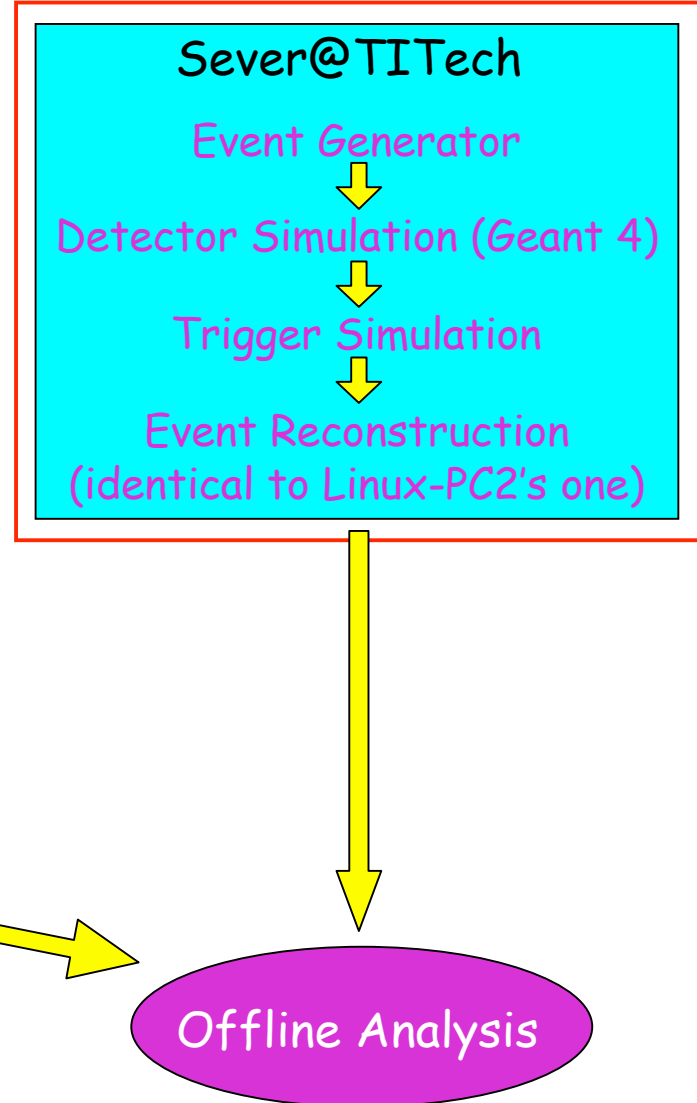 Sever@TITech
Event Generator
Detector Simulation (Geant 4)
Trigger Simulation
Event Reconstruction
(identical to Linux-PC2’s one)
Offline Analysis